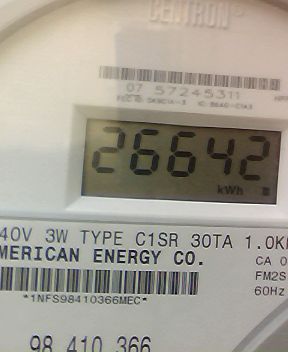 CENTRON®
07 57245311
26642
kWh
40V 3W TYPE C1SR 30TA 1.0K
MERICAN ENERGY CO.
CA 0
FM2S
60Hz
*1NFS98410366MEC*
98 410 366